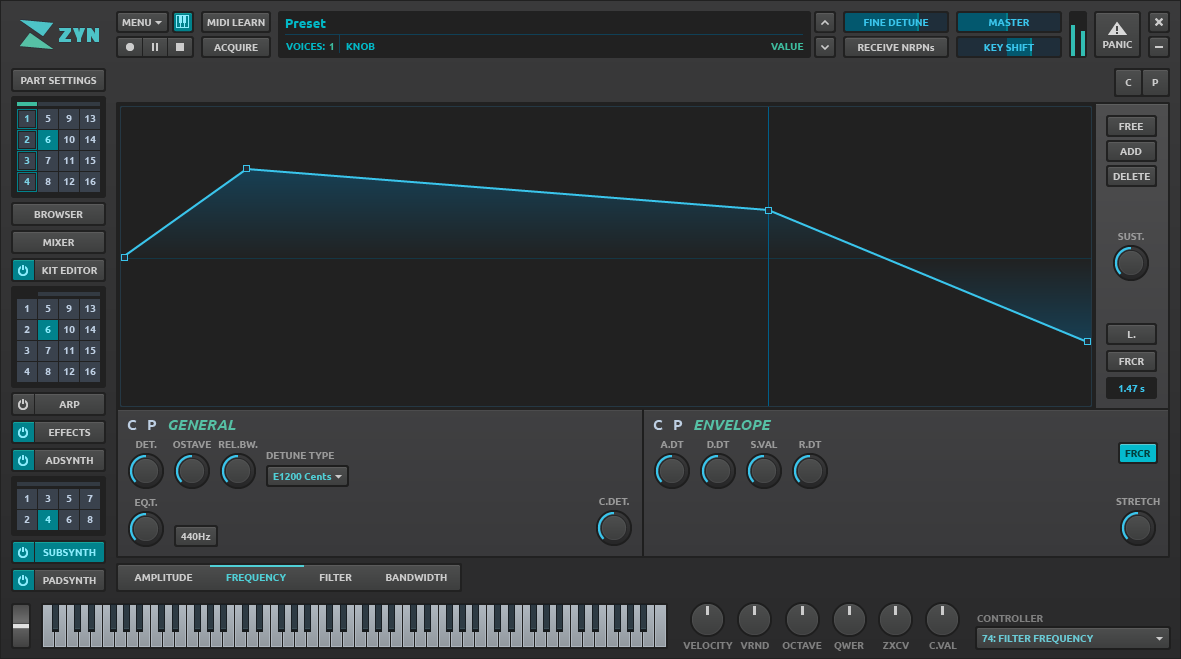 ZYN
MENU
MIDI LEARN
ACQUIRE
Preset
VOICES: 1 KNOB VALUE
FINE DETUNE
RECEIVE NRPNs
MASTER
KEY SHIFT
PANIC
PART SETTINGS
C P
1 5 9 13
2 6 10 14
3 7 11 15
4 8 12 16
BROWSER
MIXER
KIT EDITOR
1 5 9 13
2 6 10 14
3 7 11 15
4 8 12 16
ARP
EFFECTS
ADSYNTH
1 3 5 7
2 4 6 8
SUBSYNTH
PADSYNTH
FREE
ADD
DELETE
SUST.
L.
FRCR
1.47 s
C P GENERAL
DET. OSTAVE REL.BW.
DETUNE TYPE
E1200 Cents
EQ.T.
440Hz
C.DET.
C P ENVELOPE
A.DT D.DT S.VAL R.DT
FRCR
STRETCH
AMPLITUDE FREQUENCY FILTER BANDWIDTH
VELOCITY VRND OCTAVE QWER ZXCV C.VAL
CONTROLLER
74: FILTER FREQUENCY